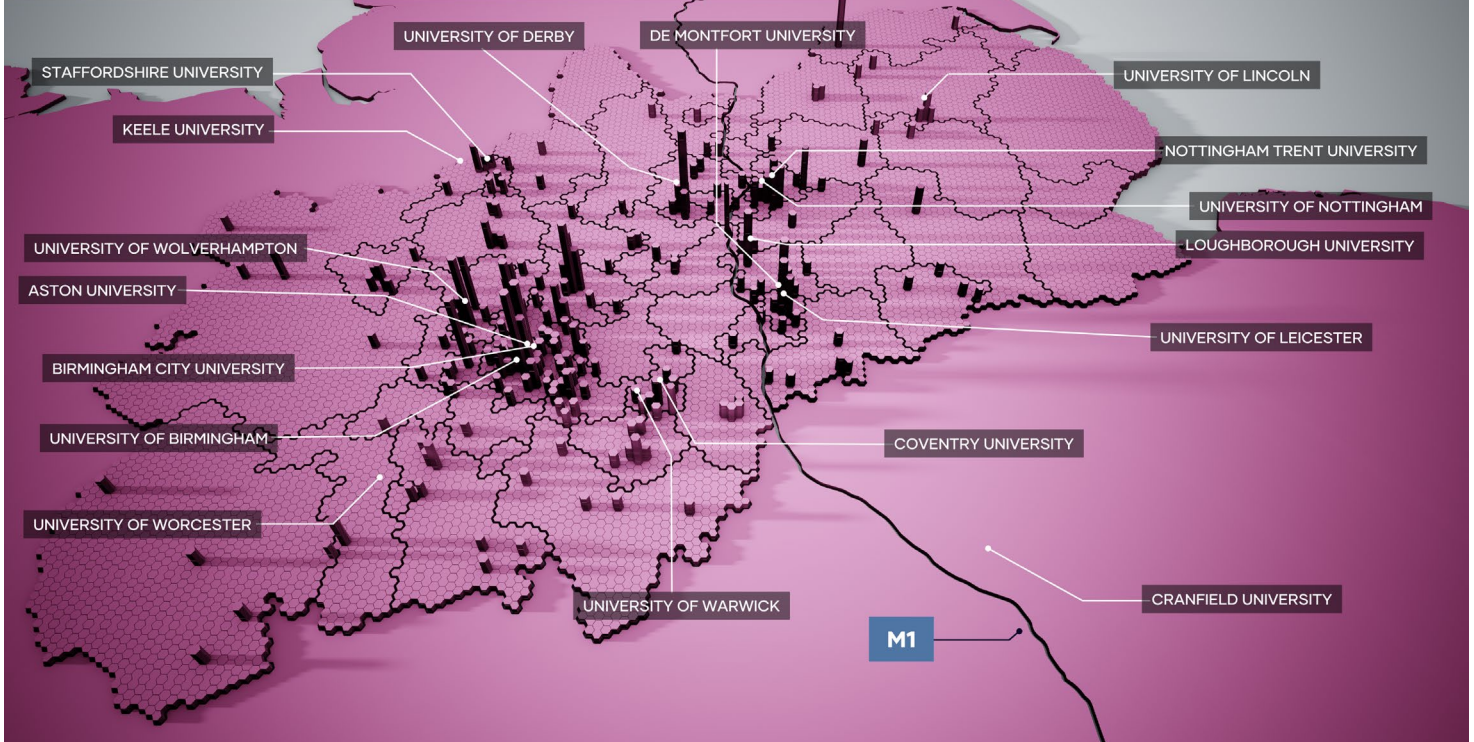 UNIVERSITY OF DERBY
DE MONTFORT UNIVERSITY
STAFFORDSHIRE UNIVERSITY
UNIVERSITY OF LINCOLN
KEELE UNIVERSITY
NOTTINGHAM TRENT UNIVERSITY
UNIVERSITY OF NOTTINGHAM
UNIVERSITY OF WOLVERHAMPTON
LOUGHBOROUGH UNIVERSITY
ASTON UNIVERSITY
UNIVERSITY OF LEICESTER
BIRMINGHAM CITY UNIVERSITY
UNIVERSITY OF BIRMINGHAM
COVENTRY UNIVERSITY
UNIVERSITY OF WORCESTER
UNIVERSITY OF WARWICK
CRANFIELD UNIVERSITY
M1